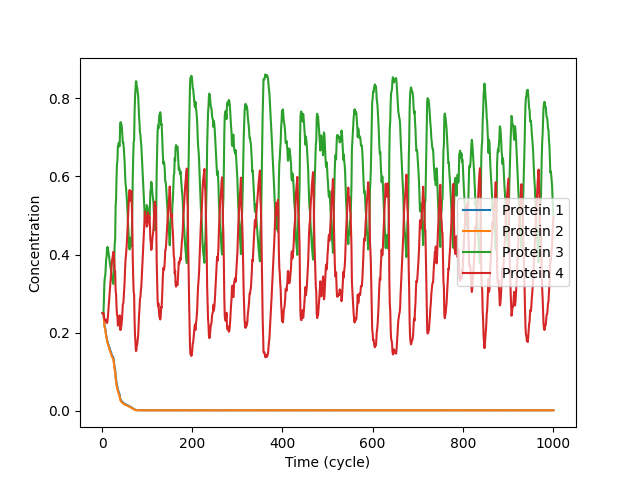 Concentration
0.8
0.6
0.4
0.2
0.0
Protein 1
Protein 2
Protein 3
Protein 4
0 200 400 600 800 1000
Time (cycle)